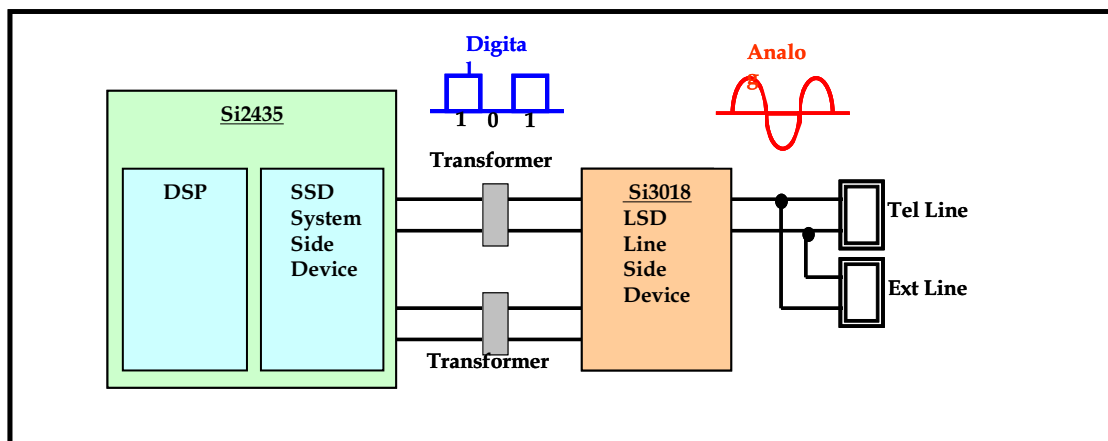 Digita
l
Analo
g
Si2435
1 0 1
Transformer
DSP
SSD
System
Side
Device
Si3018
LSD
Line
Side
Device
Tel Line
Ext Line
Transformer